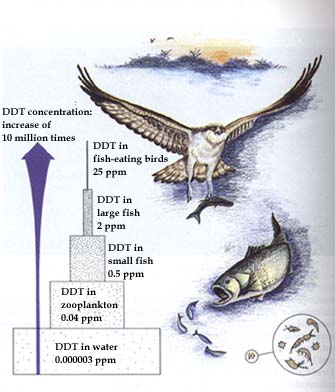 DDT concentration:
increase of
10 million times
DDT in
fish-eating birds
25 ppm
DDT in
large fish
2 ppm
DDT in
small fish
0.5 ppm
DDT in
zooplankton
0.04 ppm
DDT in water
0.000003 ppm